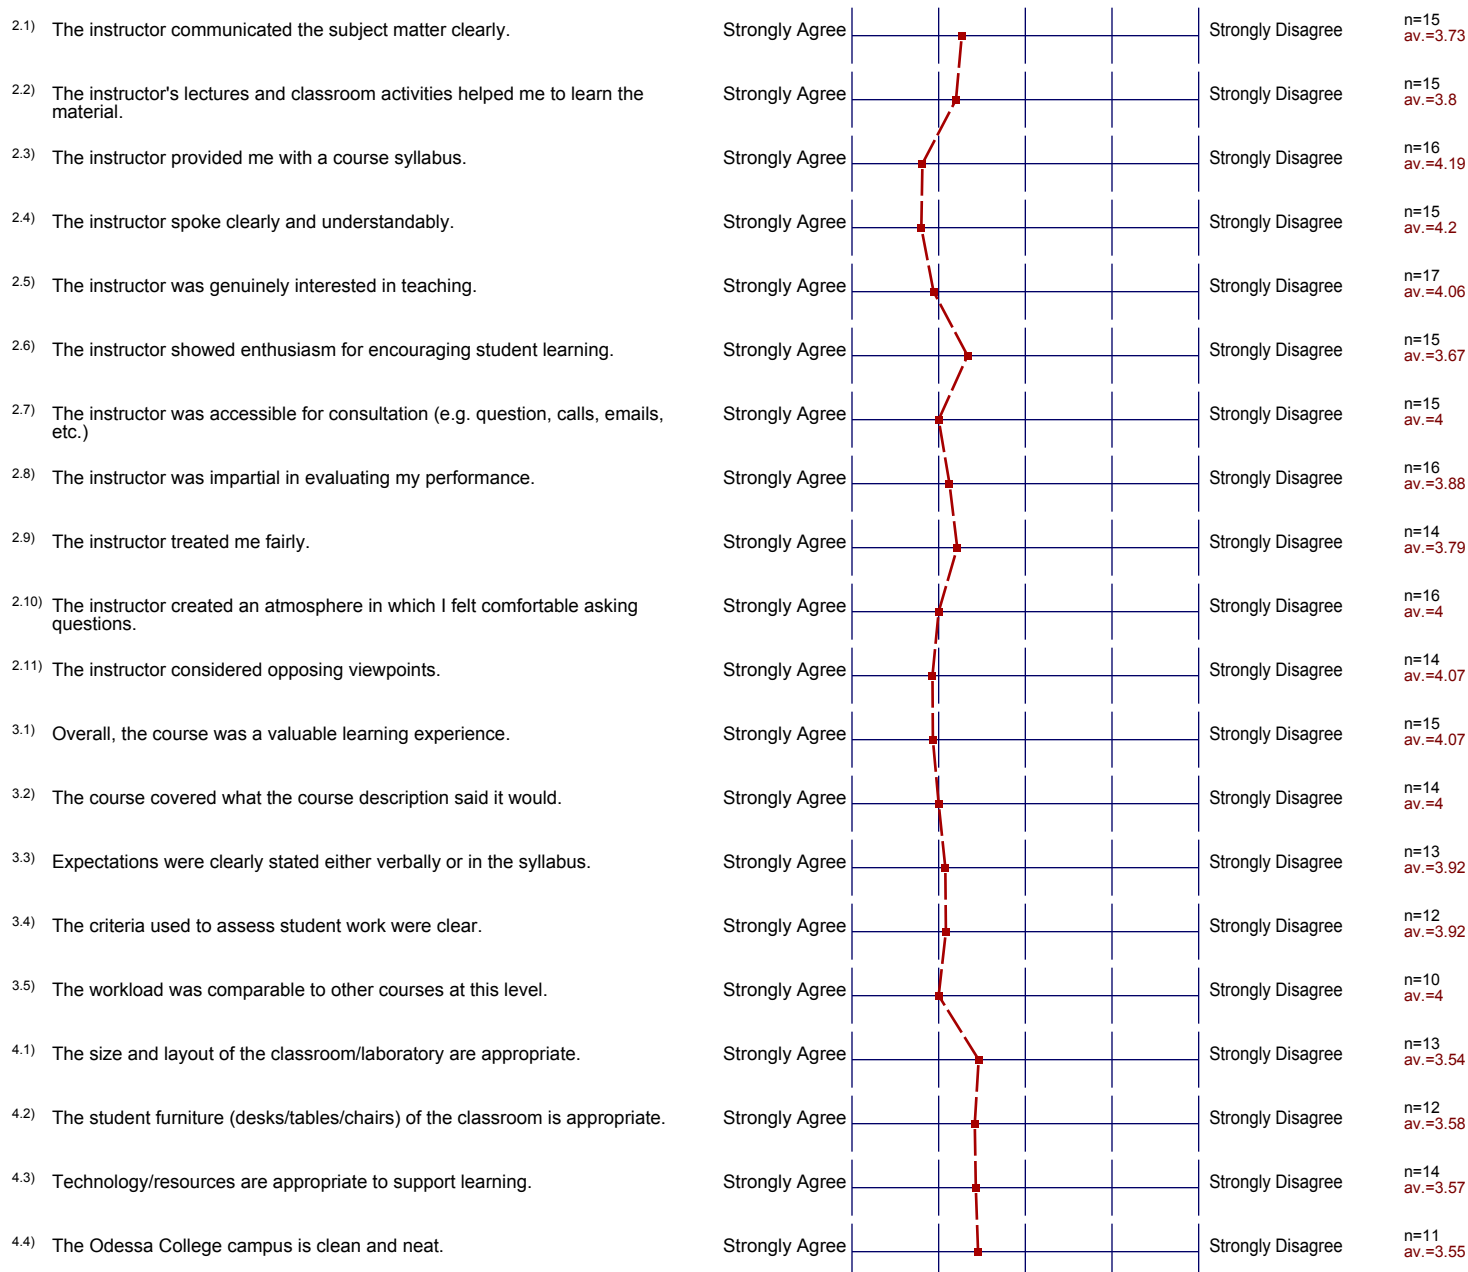 2.1) The instructor communicated the subject matter clearly. Strongly Agree Strongly Disagree n=15
av.=3.73
2.2) The instructor's lectures and classroom activities helped me to learn the
material. Strongly Agree Strongly Disagree n=15
av.=3.8
2.3) The instructor provided me with a course syllabus. Strongly Agree Strongly Disagree n=16
av.=4.19
2.4) The instructor spoke clearly and understandably. Strongly Agree Strongly Disagree n=15
av.=4.2
2.5) The instructor was genuinely interested in teaching. Strongly Agree Strongly Disagree n=17
av.=4.06
2.6) The instructor showed enthusiasm for encouraging student learning. Strongly Agree Strongly Disagree n=15
av.=3.67
2.7) The instructor was accessible for consultation (e.g. question, calls, emails,
etc.) Strongly Agree Strongly Disagree n=15
av.=4
2.8) The instructor was impartial in evaluating my performance. Strongly Agree Strongly Disagree n=16
av.=3.88
2.9) The instructor treated me fairly. Strongly Agree Strongly Disagree n=14
av.=3.79
2.10) The instructor created an atmosphere in which I felt comfortable asking
questions. Strongly Agree Strongly Disagree n=16
av.=4
2.11) The instructor considered opposing viewpoints. Strongly Agree Strongly Disagree n=14
av.=4.07
3.1) Overall, the course was a valuable learning experience. Strongly Agree Strongly Disagree n=15
av.=4.07
3.2) The course covered what the course description said it would. Strongly Agree Strongly Disagree n=14
av.=4
3.3) Expectations were clearly stated either verbally or in the syllabus. Strongly Agree Strongly Disagree n=13
av.=3.92
3.4) The criteria used to assess student work were clear. Strongly Agree Strongly Disagree n=12
av.=3.92
3.5) The workload was comparable to other courses at this level. Strongly Agree Strongly Disagree n=10
av.=4
4.1) The size and layout of the classroom/laboratory are appropriate. Strongly Agree Strongly Disagree n=13
av.=3.54
4.2) The student furniture (desks/tables/chairs) of the classroom is appropriate. Strongly Agree Strongly Disagree n=12
av.=3.58
4.3) Technology/resources are appropriate to support learning. Strongly Agree Strongly Disagree n=14
av.=3.57
4.4) The Odessa College campus is clean and neat. Strongly Agree Strongly Disagree n=11
av.=3.55